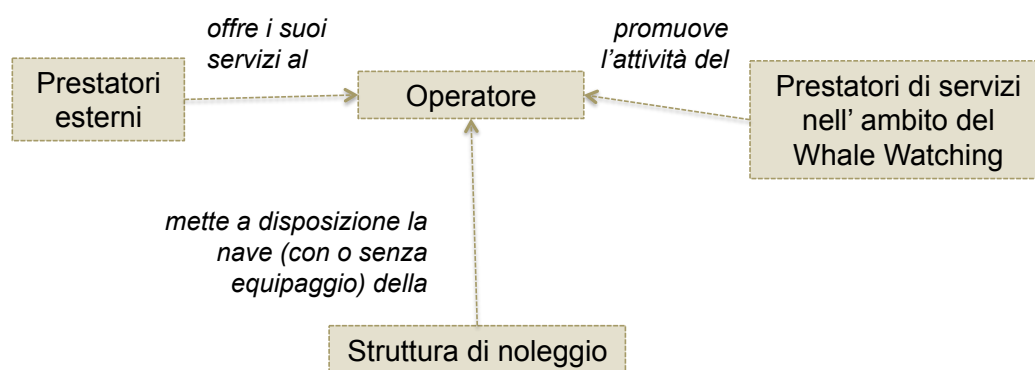 offre i suoi
servizi al
promuove
l'attività del
Prestatori
esterni
Operatore
Prestatori di servizi
nell' ambito del
Whale Watching
mette a disposizione la
nave (con o senza
equipaggio) della
Struttura di noleggio